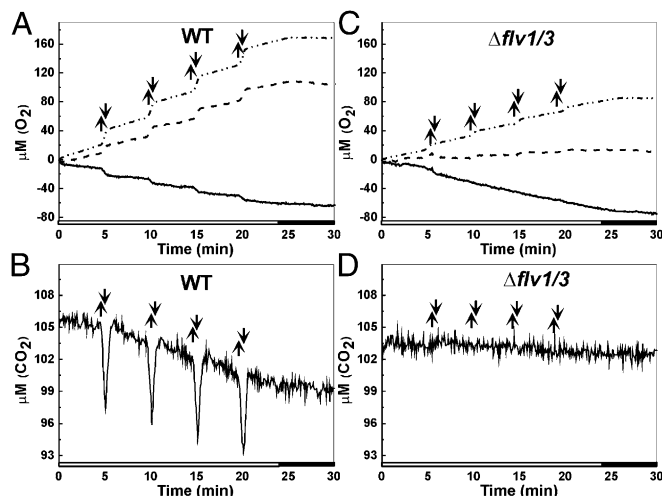 A
WT
160
120
80
40
0
-40
-80
μM (O2)
0 5 10 15 20 25 30
Time (min)
C
Δflv1/3
160
120
80
40
0
-40
-80
μM (O2)
0 5 10 15 20 25 30
Time (min)
B
WT
108
105
102
99
96
93
μM (CO2)
0 5 10 15 20 25 30
Time (min)
D
Δflv1/3
108
105
102
99
96
93
μM (CO2)
0 5 10 15 20 25 30
Time (min)